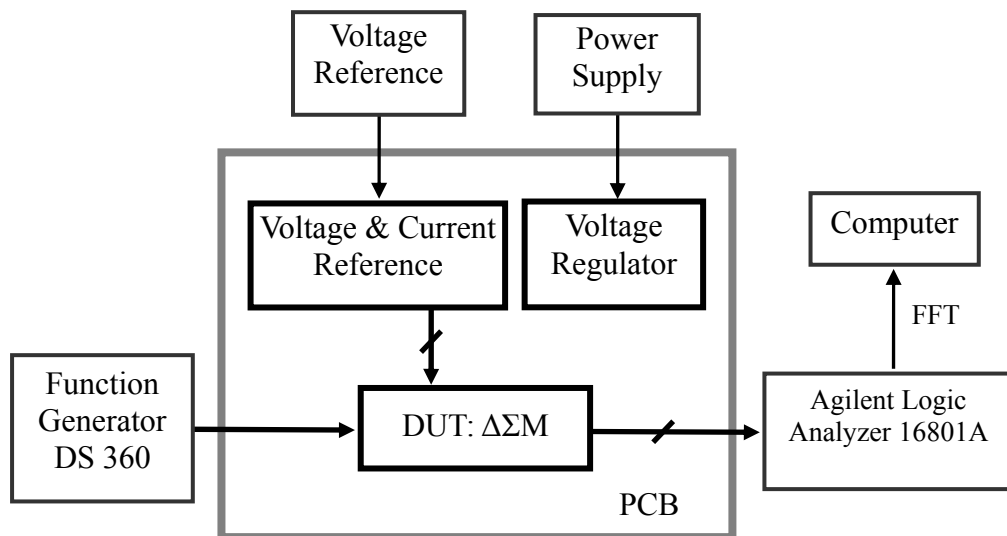 Voltage
Reference
Power
Supply
Voltage & Current
Reference
Voltage
Regulator
Computer
FFT
Function
Generator
DS 360
DUT: ΔΣM
Agilent Logic
Analyzer 16801A
PCB